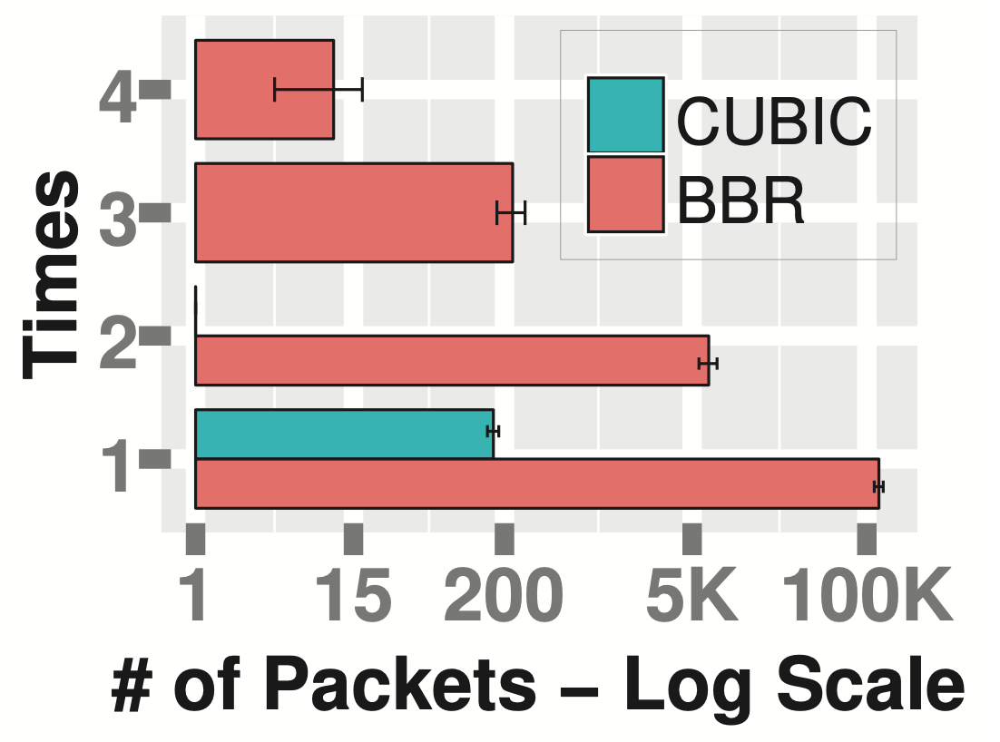 Times
4
3
2
1
CUBIC
BBR
1 15 200 5K 100K
# of Packets – Log Scale